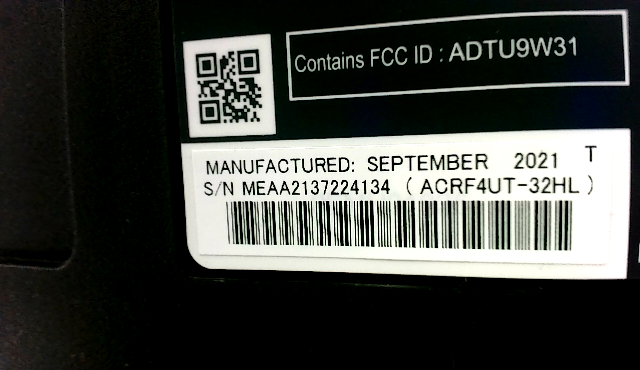 Contains FCC ID : ADTU9W31
MANUFACTURED: SEPTEMBER 2021 T
S/N MEAA2137224134 ( ACRF4UT-32HL )